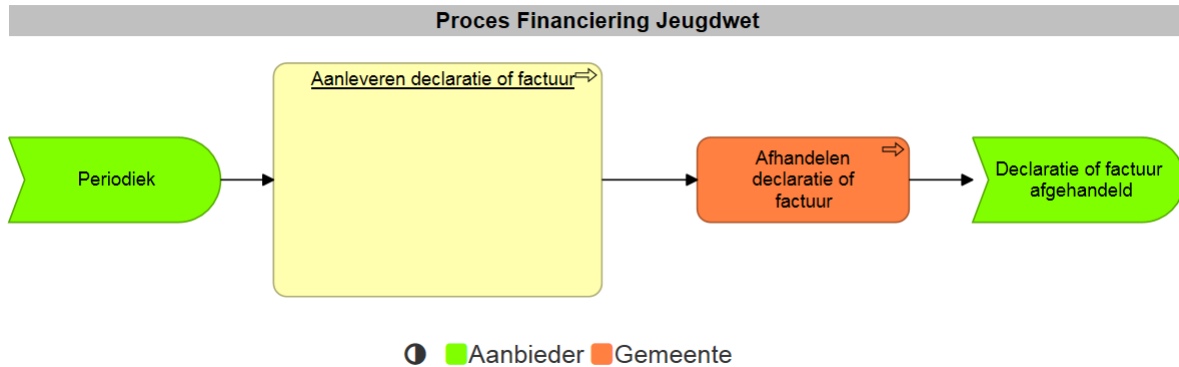 Proces Financiering Jeugdwet
Aanleveren declaratie of factuur
Periodiek
Afhandelen
declaratie of
factuur
Declaratie of factuur
afgehandeld
Aanbieder
Gemeente